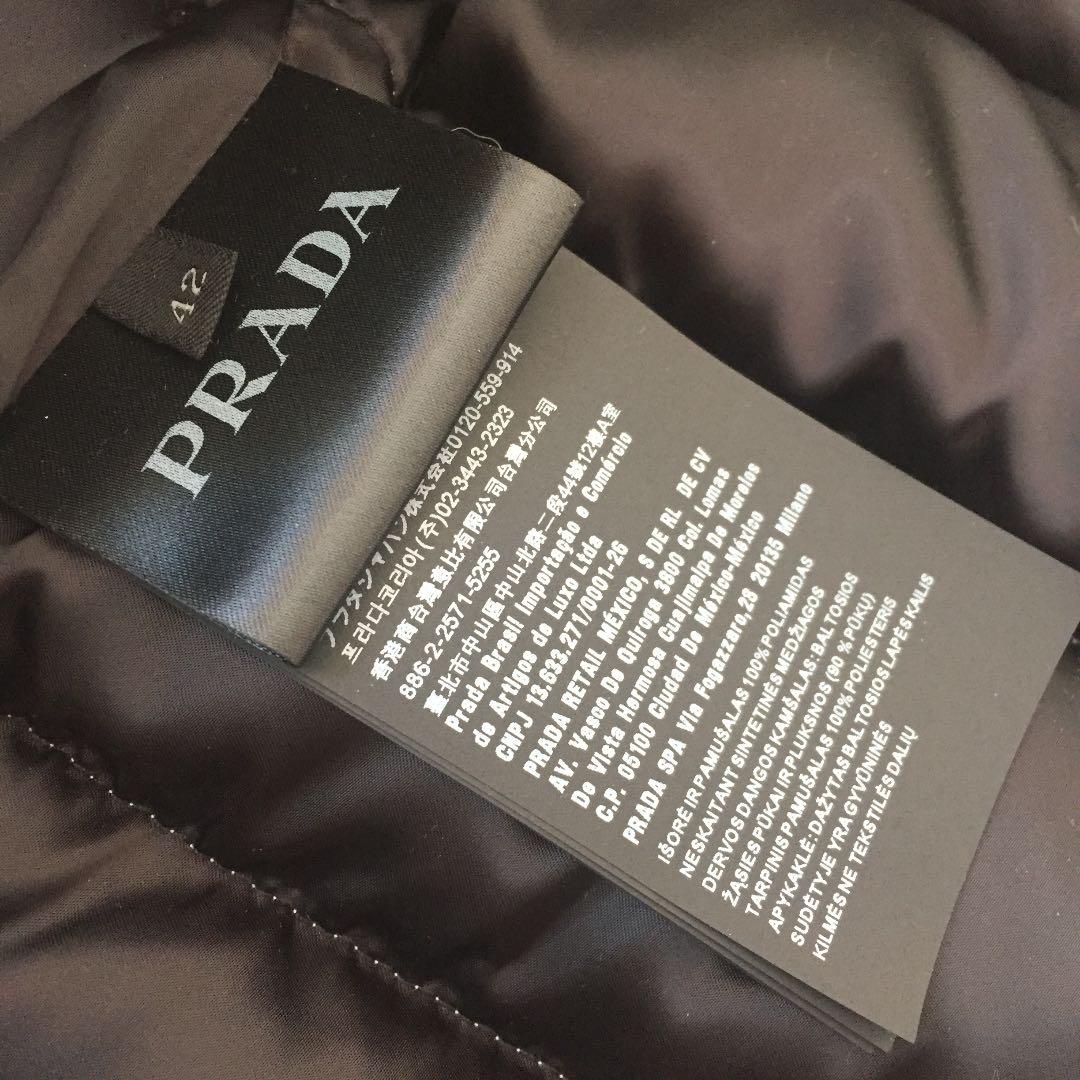 PRADA
42
プラダジャパン株式会社0120-559-914
프라다코리아(주)02-3443-2323
香港商台灣意比有限公司台灣分公司
886-2-2571-5255
臺北市中山區中山北路二段44號12樓A室
Prada Brasil Importação e Comércio
de Artigos de Luxo Ltda
CNPJ 13.633.271/0001-26
PRADA RETAIL MÉXICO, S DE RL DE CV
AV. Vasco De Quiroga 3800 Col. Lomas
De Vista Hermosa Cuajimalpa De Morelos
C.P. 05100 Ciudad De Mexico-México
PRADA SPA Via Fogazzaro,28 20135 Milano
IŠORĖ IR PAMUŠALAS 100% POLIAMIDAS
NESKAITANT SINTETINĖS MEDŽIAGOS
DERVOS DANGOS KAMŠALAS: BALTOSIOS
ŽASIES PŪKAI IR PLUKSNOS (90 % PŪKŲ)
TARPINIS PAMUŠALAS 100% POLIESTERIS
APYKAKLĖ: DAŽYTAS BALTOSIOS LAPĖS KAILIS
SUDĖTYJE YRA GYVŪNINĖS
KILMĖS NE TEKSTILĖS DALIŲ